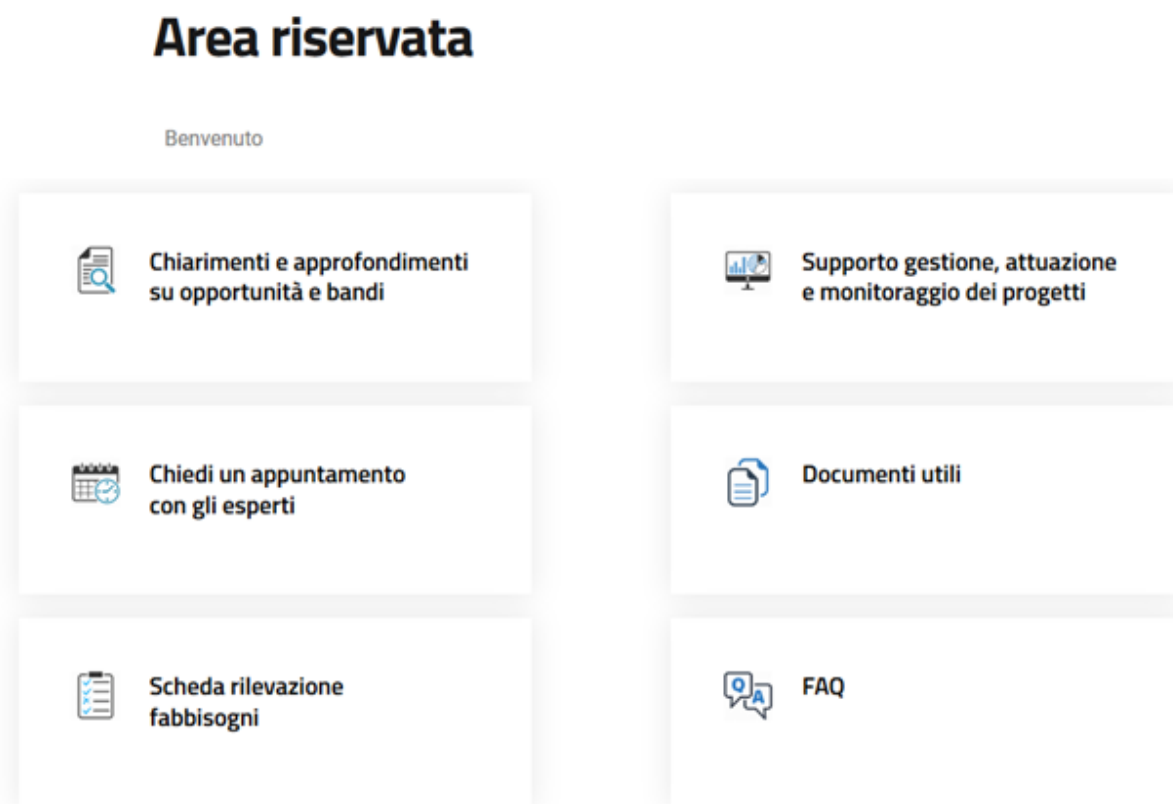 Area riservata
Benvenuto
Chiarimenti e approfondimenti
su opportunità e bandi
Supporto gestione, attuazione
e monitoraggio dei progetti
Chiedi un appuntamento
con gli esperti
Documenti utili
Scheda rilevazione
fabbisogni
Q
A
FAQ